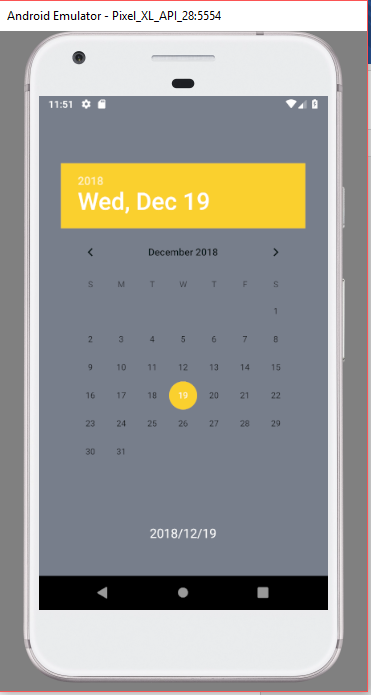 Android Emulator - Pixel_XL_API_28:5554
11:51
2018
Wed, Dec 19
December 2018
S M T W T F S
1
2 3 4 5 6 7 8
9 10 11 12 13 14 15
16 17 18 19 20 21 22
23 24 25 26 27 28 29
30 31
2018/12/19